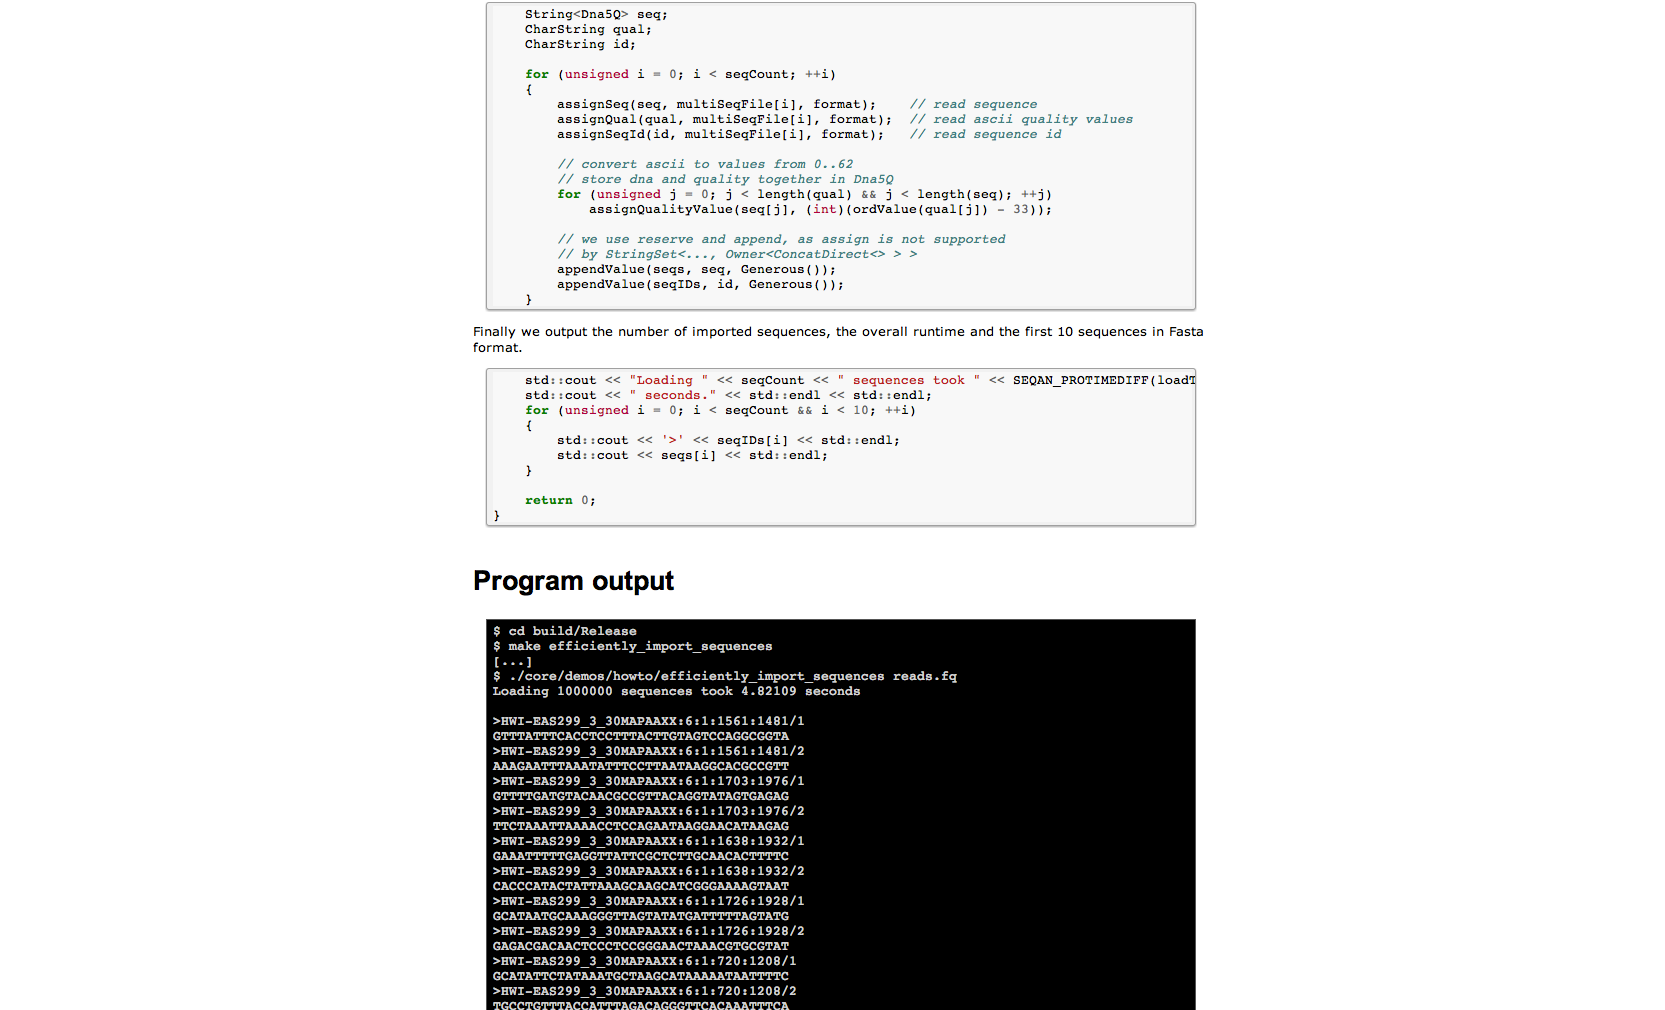 String<Dna5Q> seq;
CharString qual;
CharString id;
for (unsigned i = 0; i < seqCount; ++i)
{
assignSeq(seq, multiSeqFile[i], format);    // read sequence
assignQual(qual, multiSeqFile[i], format);  // read ascii quality values
assignSeqId(id, multiSeqFile[i], format);   // read sequence id
// convert ascii to values from 0..62
// store dna and quality together in Dna5Q
for (unsigned j = 0; j < length(qual) && j < length(seq); ++j)
assignQualityValue(seq[j], (int)(ordValue(qual[j]) - 33));
// we use reserve and append, as assign is not supported
// by StringSet<..., Owner<ConcatDirect<> > >
appendValue(seqs, seq, Generous());
appendValue(seqIDs, id, Generous());
}
Finally we output the number of imported sequences, the overall runtime and the first 10 sequences in Fasta
format.
std::cout << "Loading " << seqCount << " sequences took " << SEQAN_PROTIMEDIFF(loadT
std::cout << " seconds." << std::endl << std::endl;
for (unsigned i = 0; i < seqCount && i < 10; ++i)
{
std::cout << '>' << seqIDs[i] << std::endl;
std::cout << seqs[i] << std::endl;
}
return 0;
}
Program output
$ cd build/Release
$ make efficiently_import_sequences
[...]
$ ./core/demos/howto/efficiently_import_sequences reads.fq
Loading 1000000 sequences took 4.82109 seconds
>HWI-EAS299_3_30MAPAAXX:6:1:1561:1481/1
GTTTATTTCACCTCCTTTACTTGTAGTCCAGGCGGTA
>HWI-EAS299_3_30MAPAAXX:6:1:1561:1481/2
AAAGAATTTAAATATTTCCTTAATAAGGCACGCCGTT
>HWI-EAS299_3_30MAPAAXX:6:1:1703:1976/1
GTTTTGATGTACAACGCCGTTACAGGTATAGTGAGAG
>HWI-EAS299_3_30MAPAAXX:6:1:1703:1976/2
TTCTAAATTAAAACCTCCAGAATAAGGAACATAAGAG
>HWI-EAS299_3_30MAPAAXX:6:1:1638:1932/1
GAAATTTTTGAGGTTATTCGCTCTTGCAACACTTTTC
>HWI-EAS299_3_30MAPAAXX:6:1:1638:1932/2
CACCCATACTATTAAAGCAAGCATCGGGAAAAGTAAT
>HWI-EAS299_3_30MAPAAXX:6:1:1726:1928/1
GCATAATGCAAAGGGTTAGTATATGATTTTTAGTATG
>HWI-EAS299_3_30MAPAAXX:6:1:1726:1928/2
GAGACGACAACTCCCTCCGGGAACTAAACGTGCGTAT
>HWI-EAS299_3_30MAPAAXX:6:1:720:1208/1
GCATATTCTATAAATGCTAAGCATAAAAATAATTTTC
>HWI-EAS299_3_30MAPAAXX:6:1:720:1208/2
TGCCTGTTTACCATTTAGACAGGGTTCACAAATTTCA